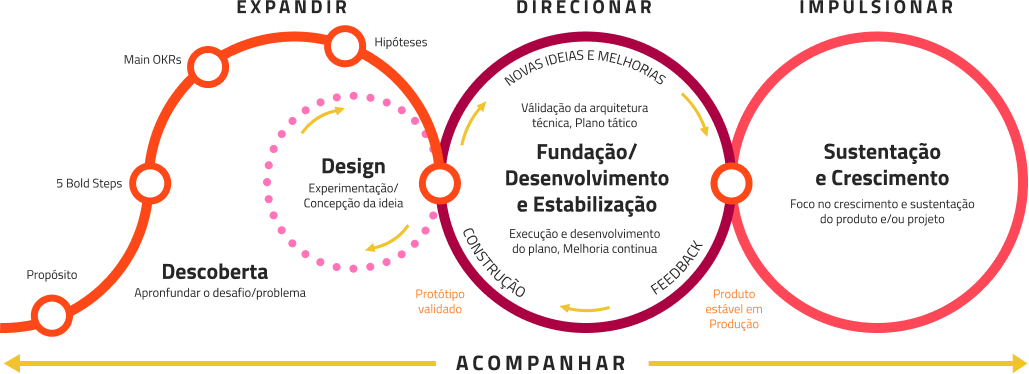 EXPANDIR
DIRECIONAR
IMPULSIONAR
Hipóteses
Main OKRs
5 Bold Steps
Propósito
Descoberta
Apronfundar o desafio/problema
Design
Experimentação/
Concepção da ideia
NOVAS IDEIAS E MELHORIAS
Válidação da arquitetura
técnica, Plano tático
Fundação/
Desenvolvimento
e Estabilização
Execução e desenvolvimento
do plano, Melhoria continua
CONSTRUÇÃO
FEEDBACK
Protótipo
validado
Produto
estável em
Produção
Sustentação
e Crescimento
Foco no crescimento e sustentação
do produto e/ou projeto
ACOMPANHAR